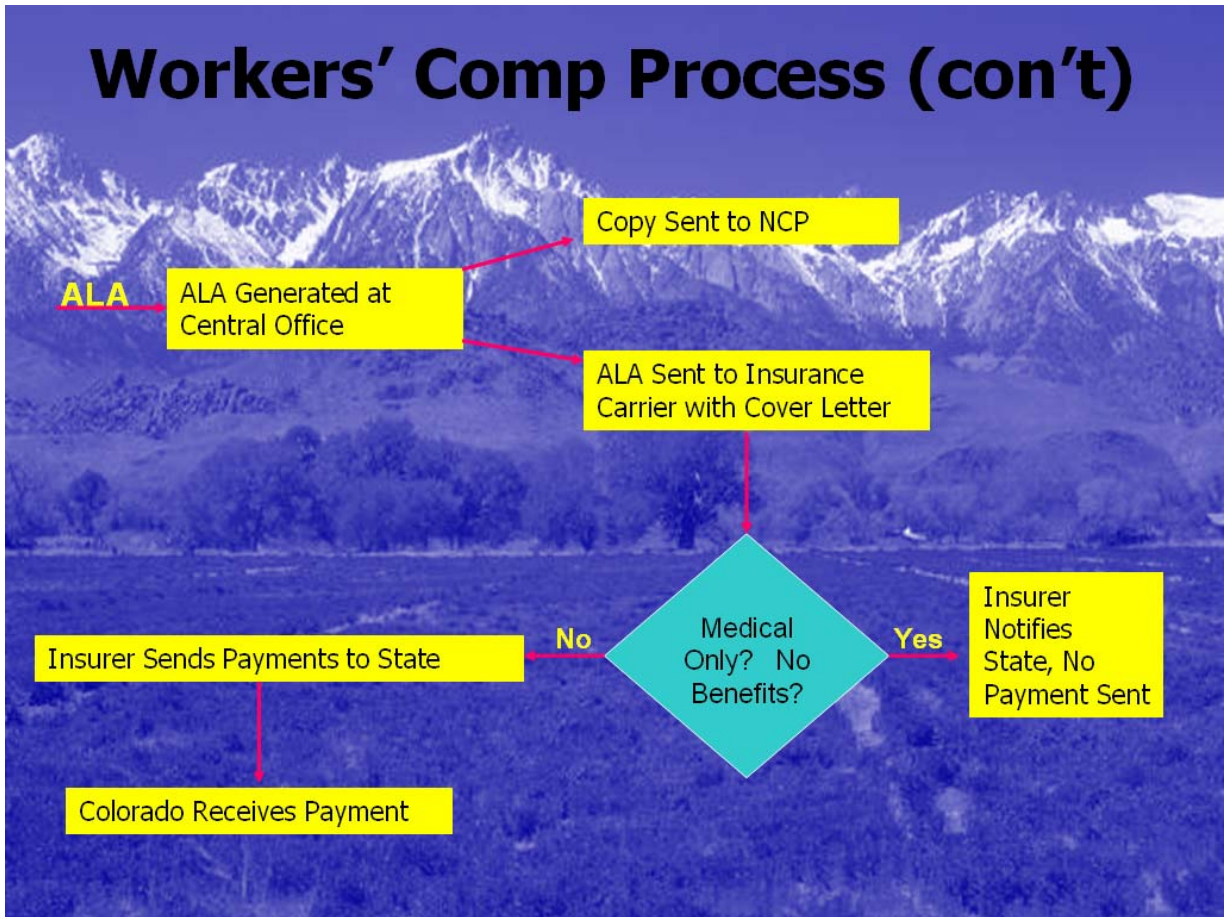 Workers’ Comp Process (con’t)
Copy Sent to NCP
ALA
ALA Generated at
Central Office
ALA Sent to Insurance
Carrier with Cover Letter
Medical
Only? No
Benefits?
No
Yes
Insurer
Notifies
State, No
Payment Sent
Insurer Sends Payments to State
Colorado Receives Payment